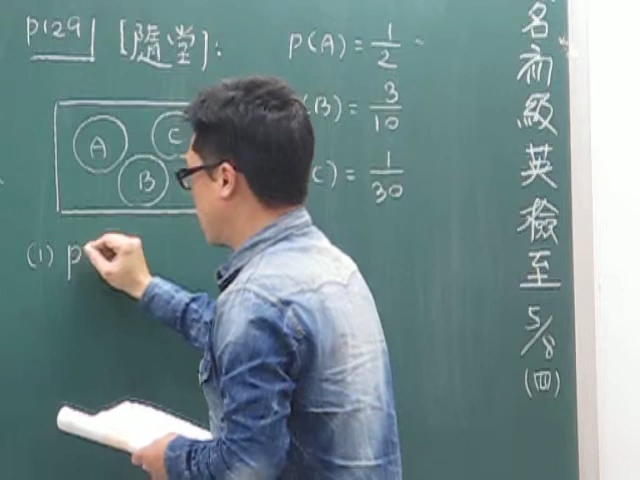 p129 [隨堂]:
P(A) = 1/2
(B) = 3/10
C) = 1/30
A
B
C
(1) P
名初級英檢至
5/8
(四)